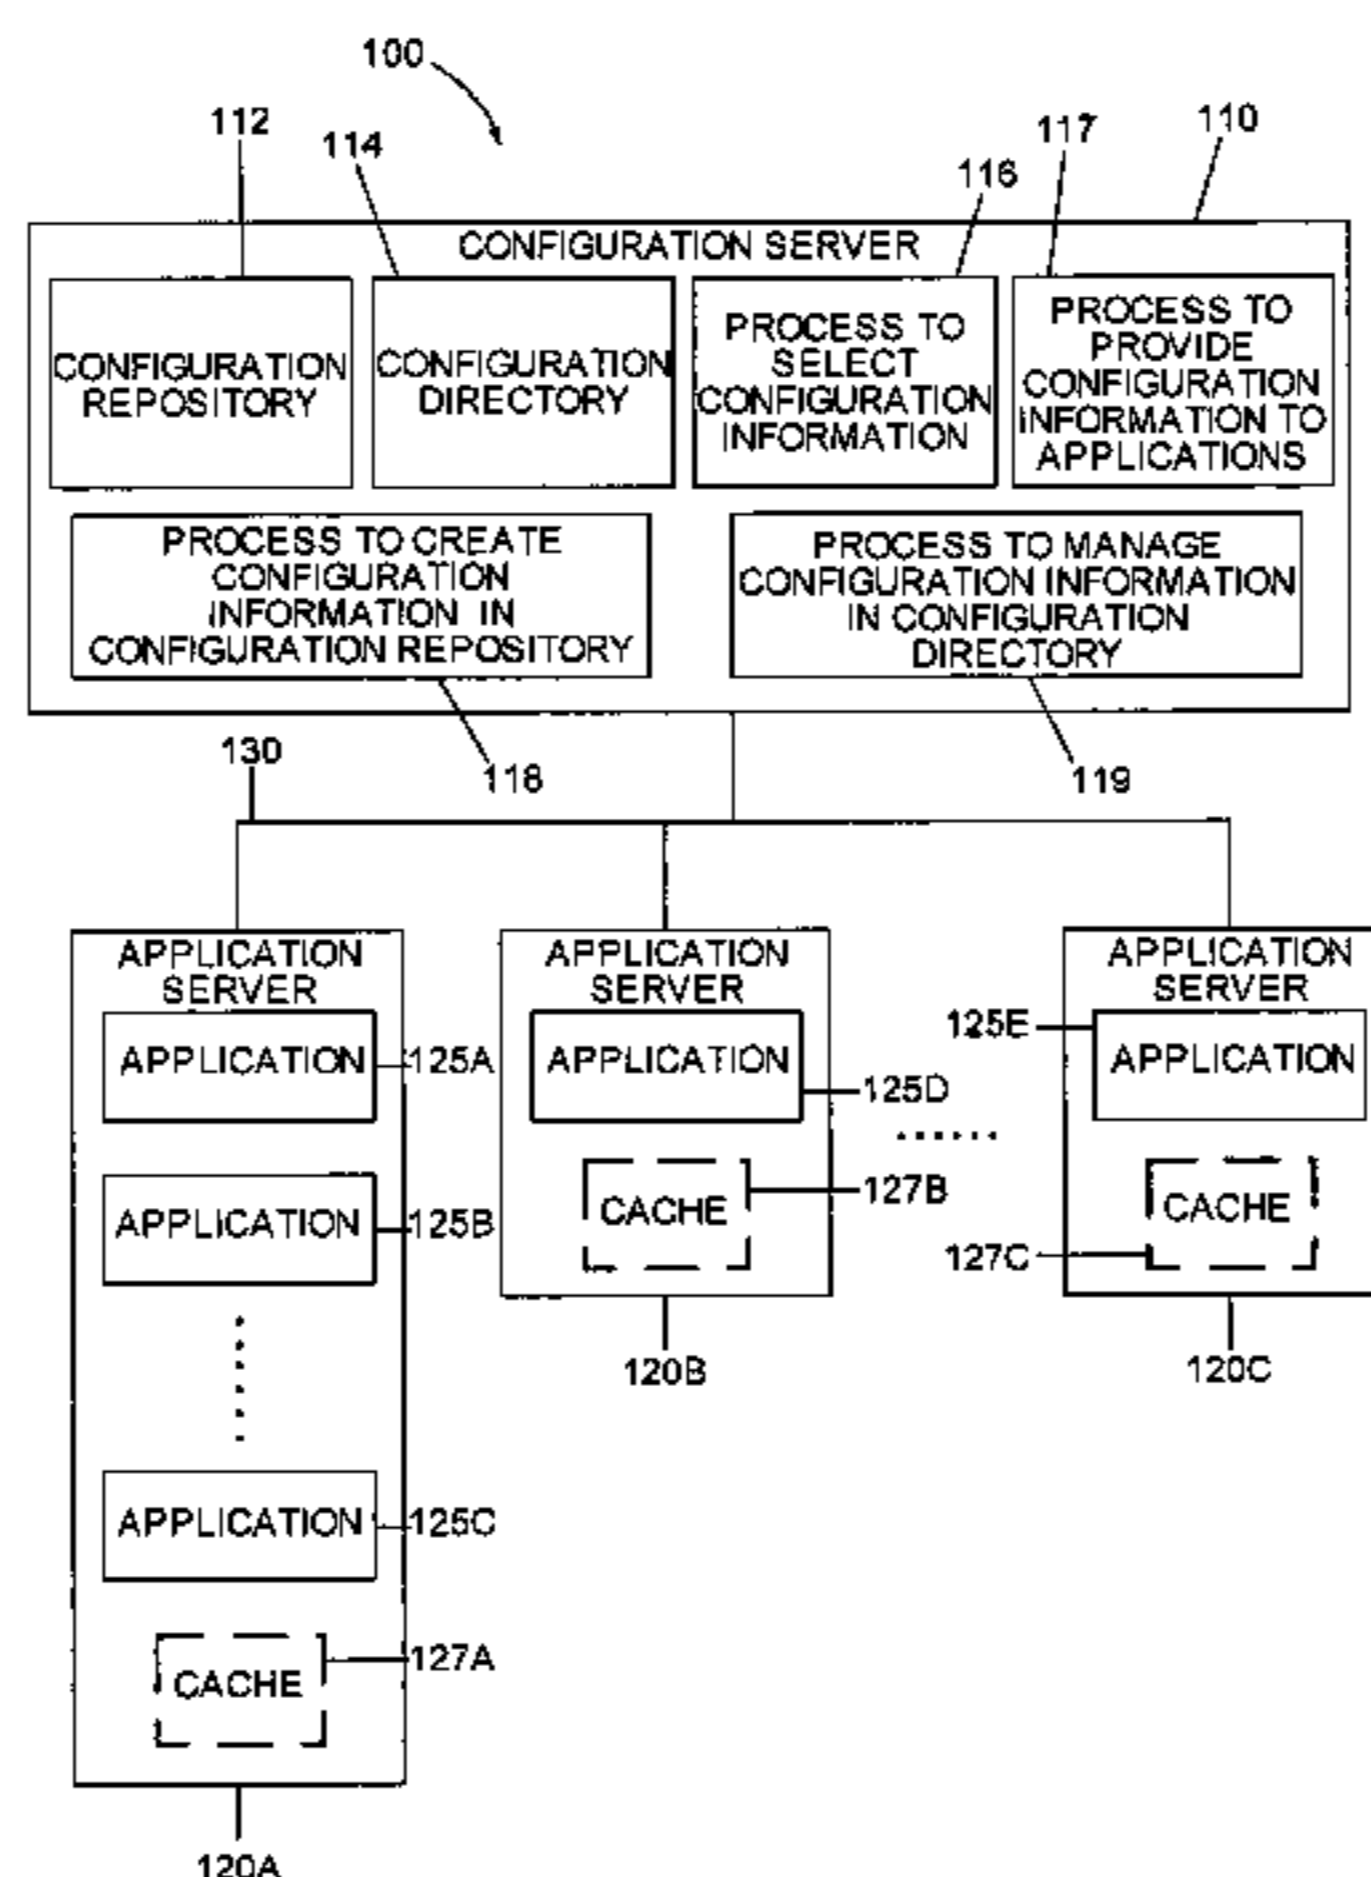 100
112
114
116
117
110
CONFIGURATION SERVER
CONFIGURATION
REPOSITORY
CONFIGURATION
DIRECTORY
PROCESS TO
SELECT
CONFIGURATION
INFORMATION
PROCESS TO
PROVIDE
CONFIGURATION
INFORMATION TO
APPLICATIONS
PROCESS TO CREATE
CONFIGURATION
INFORMATION IN
CONFIGURATION REPOSITORY
PROCESS TO MANAGE
CONFIGURATION INFORMATION
IN CONFIGURATION
DIRECTORY
130
118
119
APPLICATION
SERVER
APPLICATION
125A
APPLICATION
125B
APPLICATION
125C
CACHE
127A
120A
APPLICATION
SERVER
APPLICATION
125D
CACHE
127B
120B
APPLICATION
SERVER
125E
APPLICATION
CACHE
127C
120C